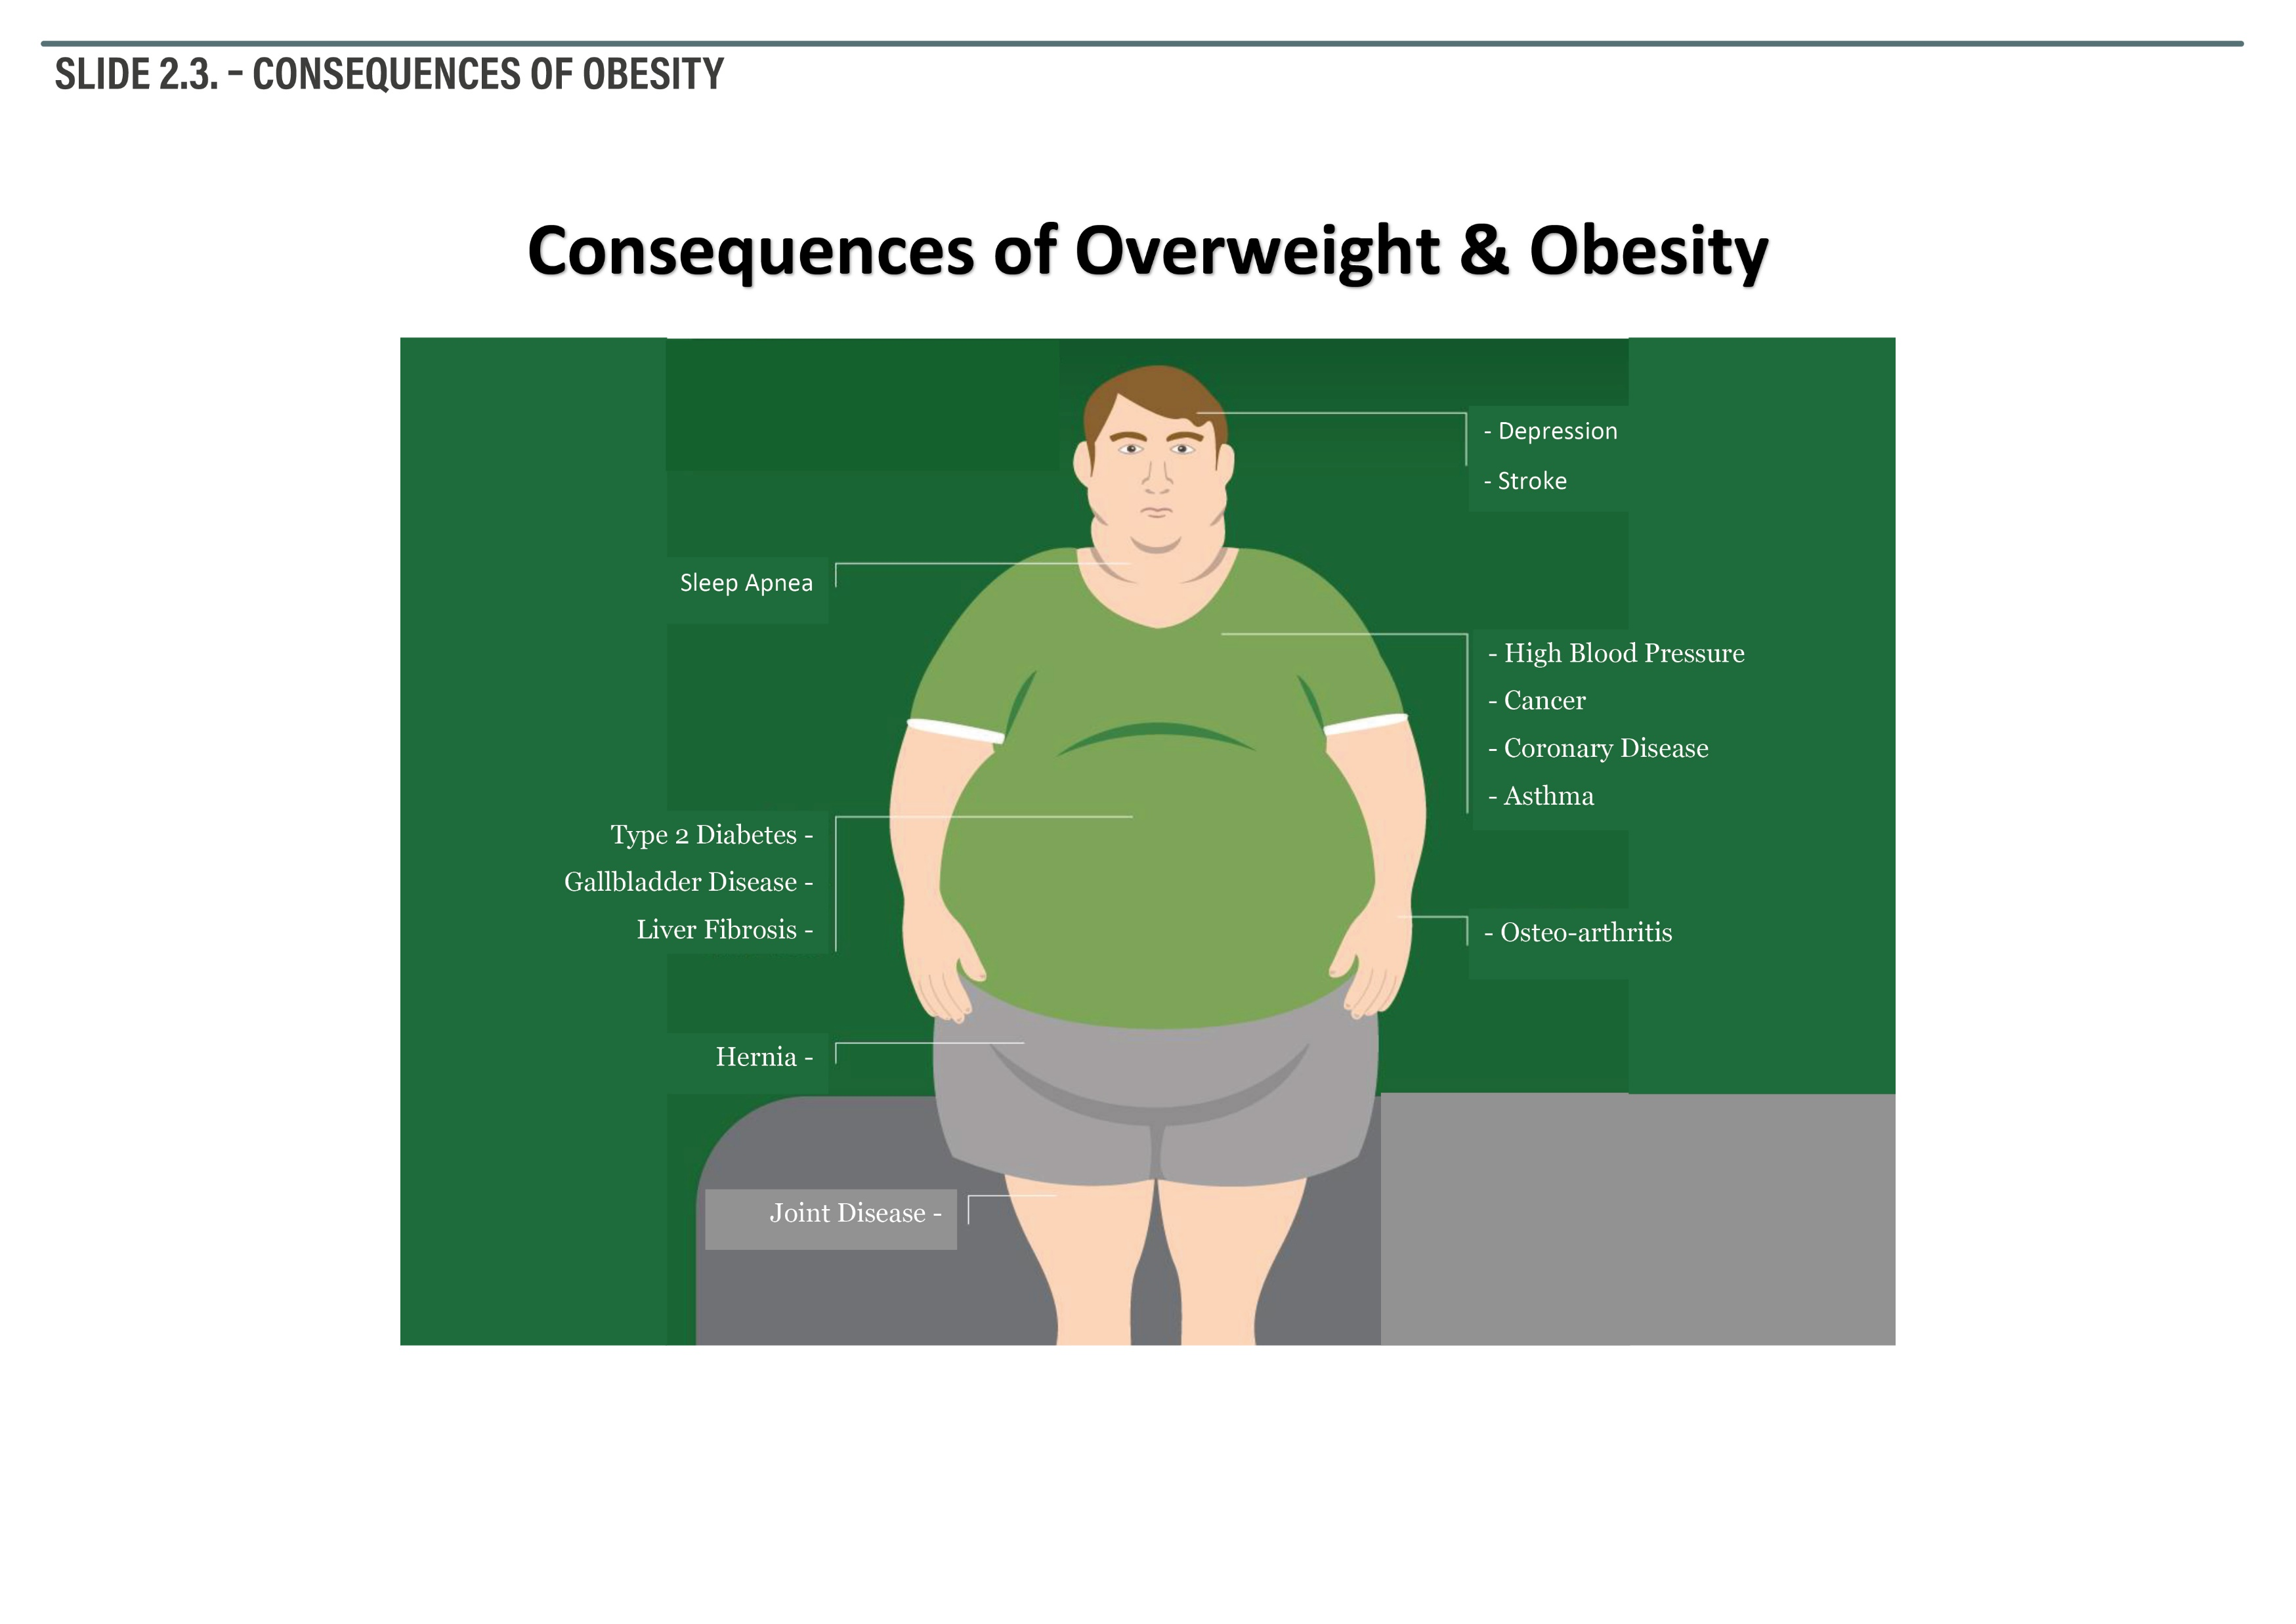 SLIDE 2.3. – CONSEQUENCES OF OBESITY
Consequences of Overweight & Obesity
- Depression
- Stroke
Sleep Apnea
- High Blood Pressure
- Cancer
- Coronary Disease
- Asthma
Type 2 Diabetes -
Gallbladder Disease -
Liver Fibrosis -
- Osteo-arthritis
Hernia -
Joint Disease -